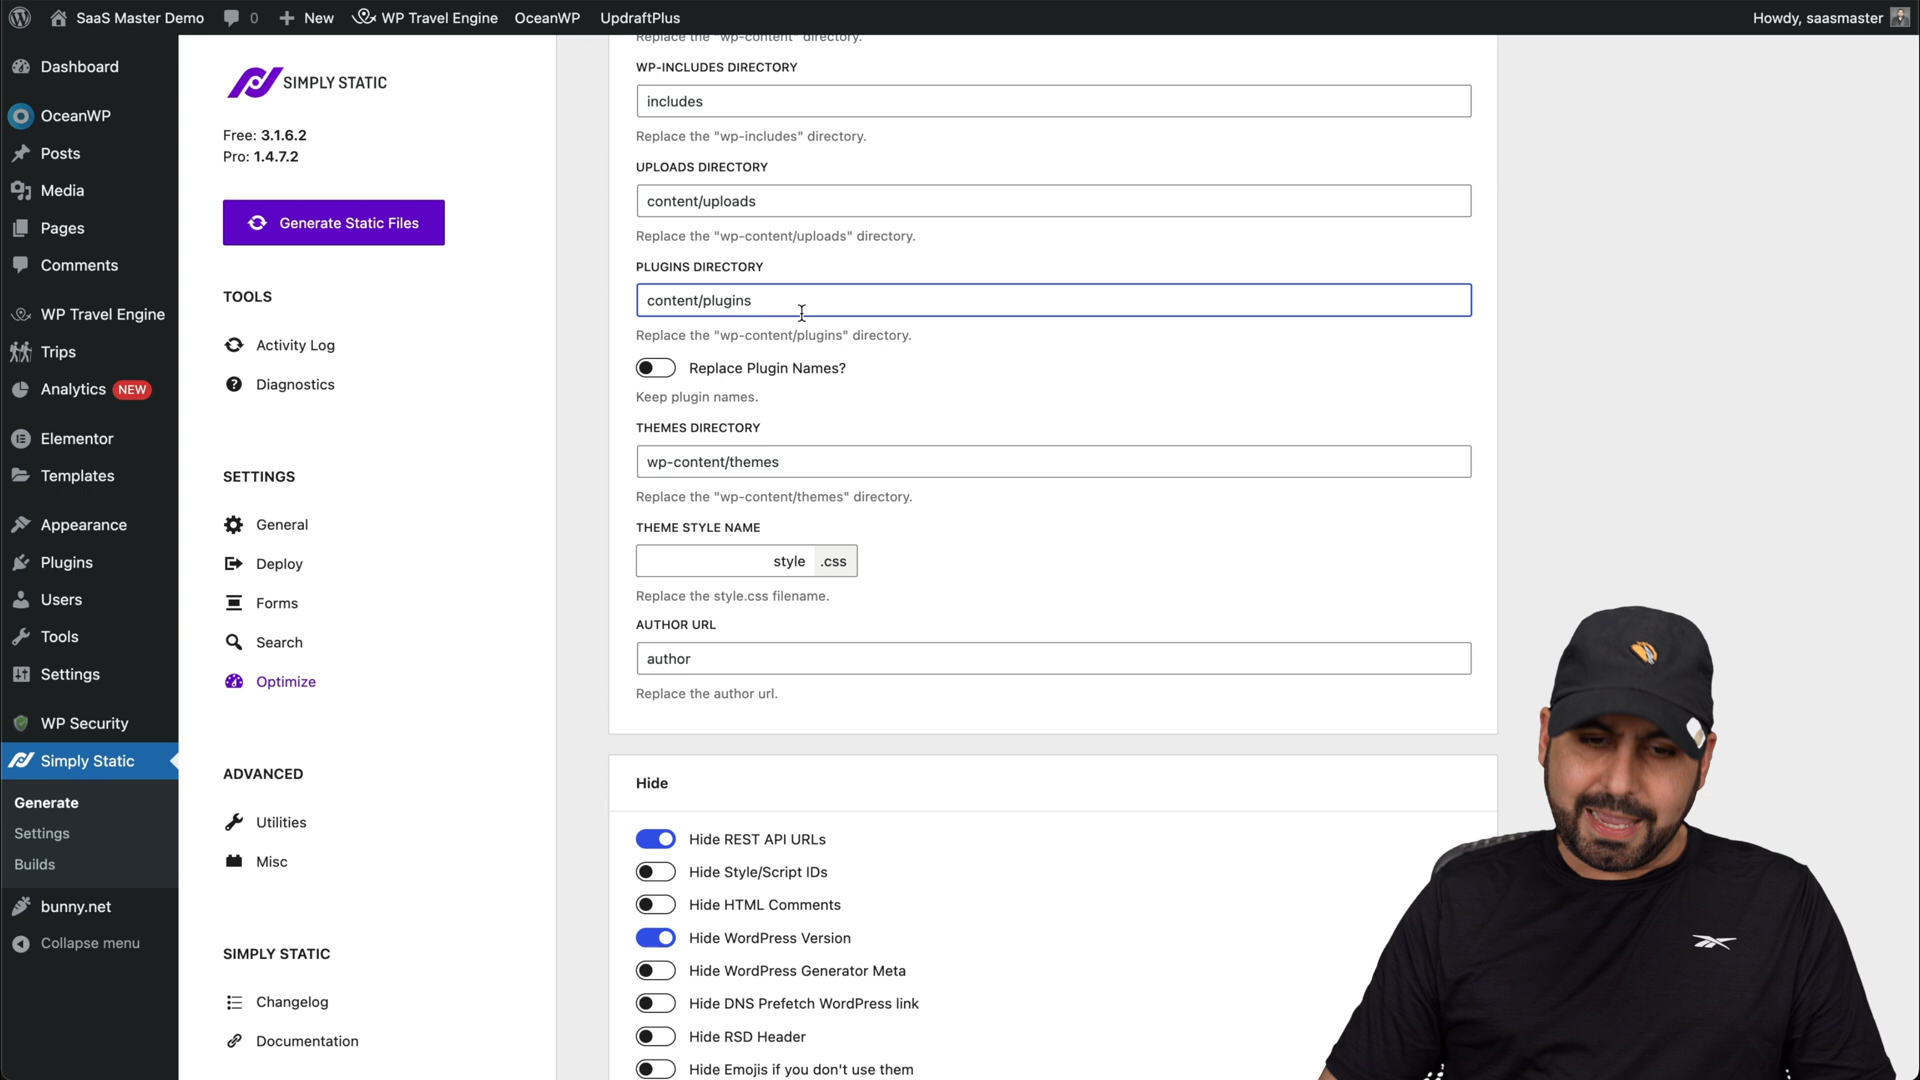 SaaS Master Demo
0
New
WP Travel Engine
OceanWP
UpdraftPlus
Howdy, saasmaster
Dashboard
OceanWP
Posts
Media
Pages
Comments
WP Travel Engine
Trips
Analytics NEW
Elementor
Templates
Appearance
Plugins
Users
Tools
Settings
WP Security
Simply Static
Generate
Settings
Builds
bunny.net
Collapse menu
SIMPLY STATIC
Free: 3.1.6.2
Pro: 1.4.7.2
Generate Static Files
TOOLS
Activity Log
Diagnostics
SETTINGS
General
Deploy
Forms
Search
Optimize
ADVANCED
Utilities
Misc
SIMPLY STATIC
Changelog
Documentation
Replace the "wp-content" directory.
WP-INCLUDES DIRECTORY
includes
Replace the "wp-includes" directory.
UPLOADS DIRECTORY
content/uploads
Replace the "wp-content/uploads" directory.
PLUGINS DIRECTORY
content/plugins
Replace the "wp-content/plugins" directory.
Replace Plugin Names?
Keep plugin names.
THEMES DIRECTORY
wp-content/themes
Replace the "wp-content/themes" directory.
THEME STYLE NAME
style .css
Replace the style.css filename.
AUTHOR URL
author
Replace the author url.
Hide
Hide REST API URLs
Hide Style/Script IDs
Hide HTML Comments
Hide WordPress Version
Hide WordPress Generator Meta
Hide DNS Prefetch WordPress link
Hide RSD Header
Hide Emojis if you don't use them